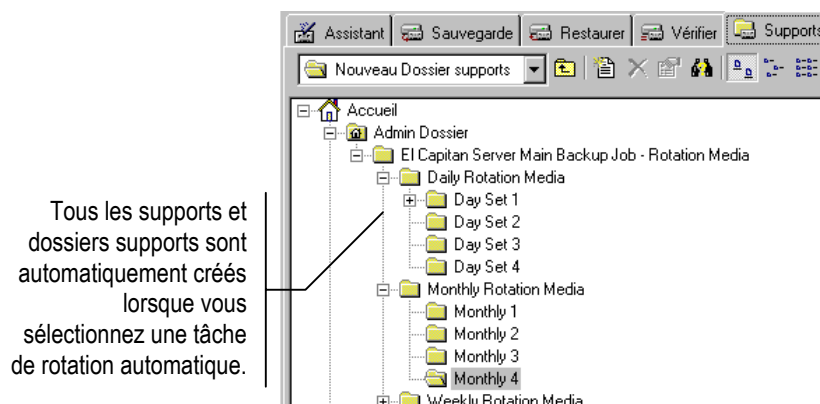 Assistant Sauvegarde Restaurer Vérifier Supports
Nouveau Dossier supports
Accueil
Admin Dossier
El Capitan Server Main Backup Job - Rotation Media
Daily Rotation Media
Day Set 1
Day Set 2
Day Set 3
Day Set 4
Monthly Rotation Media
Monthly 1
Monthly 2
Monthly 3
Monthly 4
Weekly Rotation Media
Tous les supports et
dossiers supports sont
automatiquement créés
lorsque vous
sélectionnez une tâche
de rotation automatique.